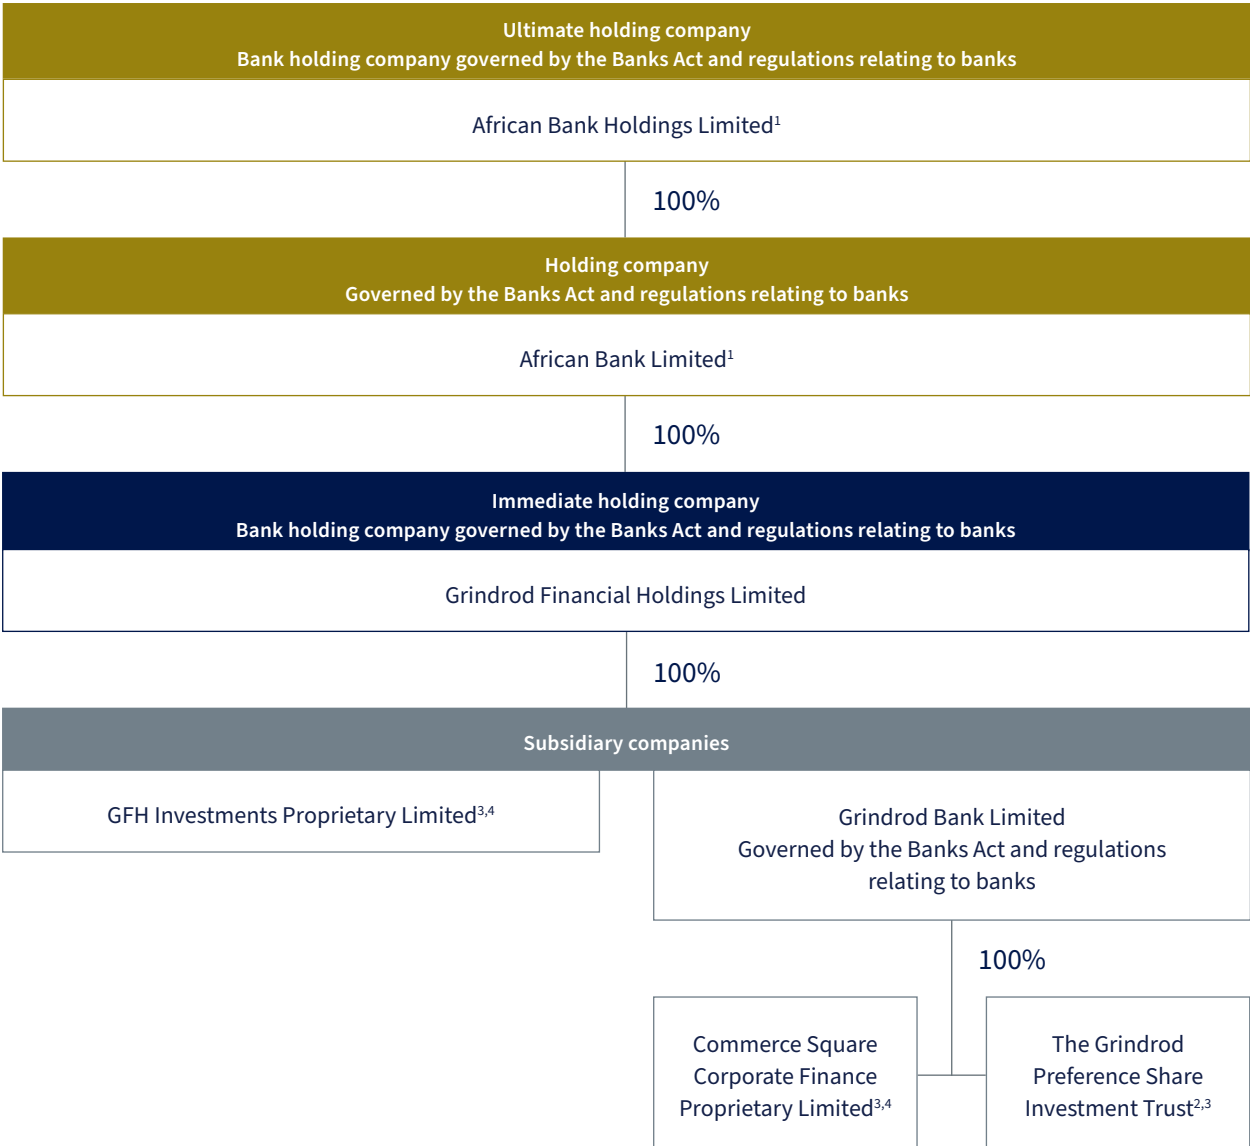 Ultimate holding company
Bank holding company governed by the Banks Act and regulations relating to banks
African Bank Holdings Limited¹
100%
Holding company
Governed by the Banks Act and regulations relating to banks
African Bank Limited¹
100%
Immediate holding company
Bank holding company governed by the Banks Act and regulations relating to banks
Grindrod Financial Holdings Limited
100%
Subsidiary companies
GFH Investments Proprietary Limited³,⁴
Grindrod Bank Limited
Governed by the Banks Act and regulations
relating to banks
100%
Commerce Square
Corporate Finance
Proprietary Limited³,⁴
The Grindrod
Preference Share
Investment Trust²,³